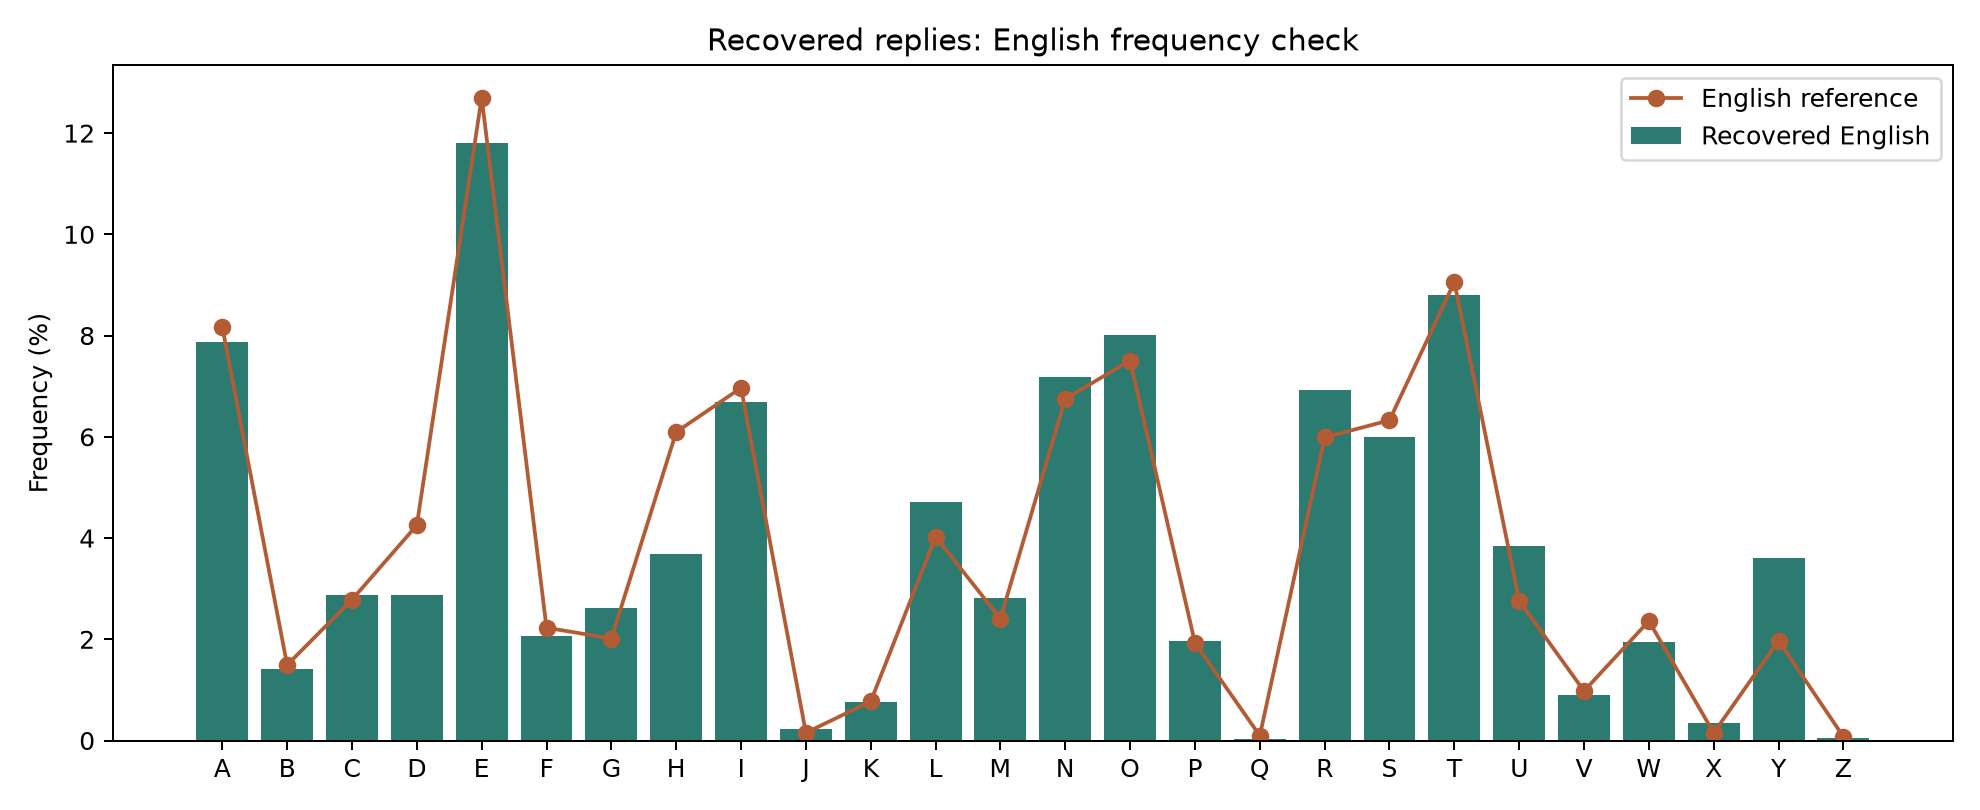 Recovered replies: English frequency check
English reference
Recovered English
Frequency (%)
12
10
8
6
4
2
0
A B C D E F G H I J K L M N O P Q R S T U V W X Y Z